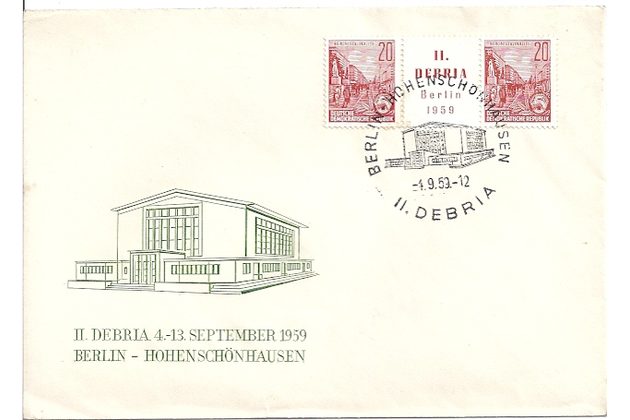 20
DEUTSCHE
DEMOKRATISCHE REPUBLIK
II.
DEBRIA
Berlin
1959
20
DEUTSCHE
DEMOKRATISCHE REPUBLIK
BERLIN-HOHENSCHÖNHAUSEN
-4.9.59.-12
II. DEBRIA
II. DEBRIA 4.-13. SEPTEMBER 1959
BERLIN - HOHENSCHÖNHAUSEN